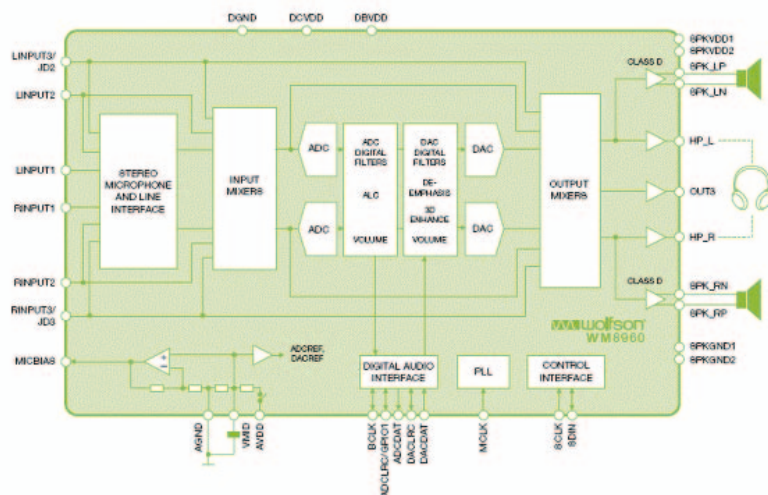 DGND
DCVDD
DBVDD
SPKVDD1
SPKVDD2
LINPUT3/
JD2
CLASS D
SPK_LP
SPK_LN
LINPUT2
HP_L
STEREO
MICROPHONE
AND LINE
INTERFACE
INPUT
MIXERS
ADC
ADC
DIGITAL
FILTERS
ALC
VOLUME
DAC
DIGITAL
FILTERS
DE-
EMPHASIS
3D
ENHANCE
VOLUME
DAC
OUTPUT
MIXERS
LINPUT1
OUT3
RINPUT1
ADC
DAC
HP_R
RINPUT2
CLASS D
SPK_RN
SPK_RP
RINPUT3/
JD3
wolfson
WM8960
SPKGND1
SPKGND2
MICBIAS
ADCREF,
DACREF
DIGITAL AUDIO
INTERFACE
PLL
CONTROL
INTERFACE
AGND
VMID
AVDD
BCLK
ADCLRC/GPIO1
ADCDAT
DACLRC
DACDAT
MCLK
SCLK
SDIN